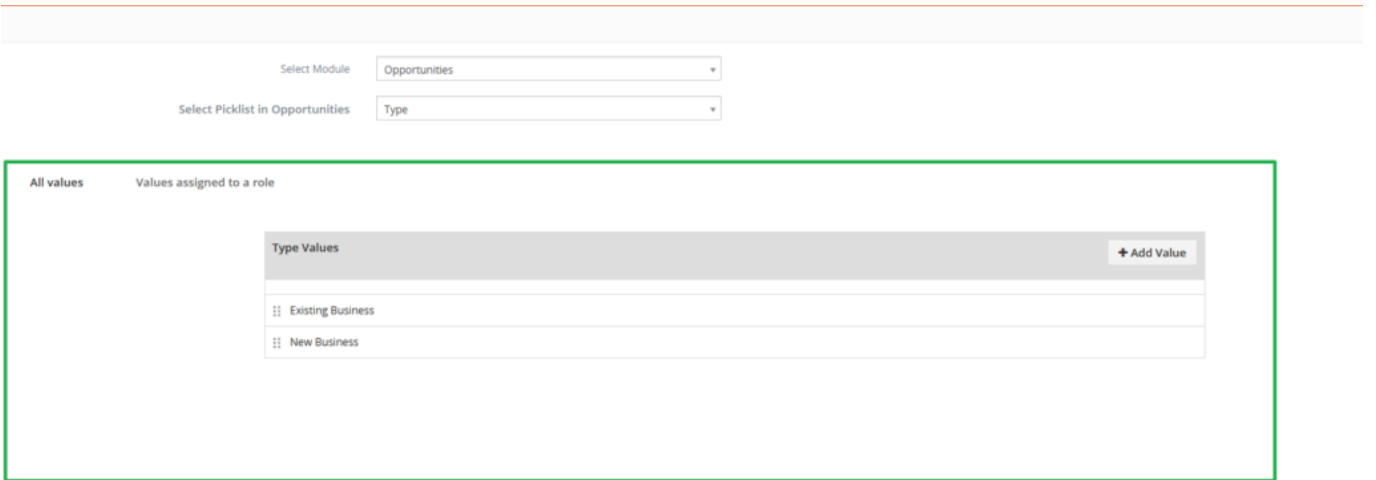 Select Module Opportunities
Select Picklist in Opportunities Type
All values Values assigned to a role
Type Values + Add Value
Existing Business
New Business